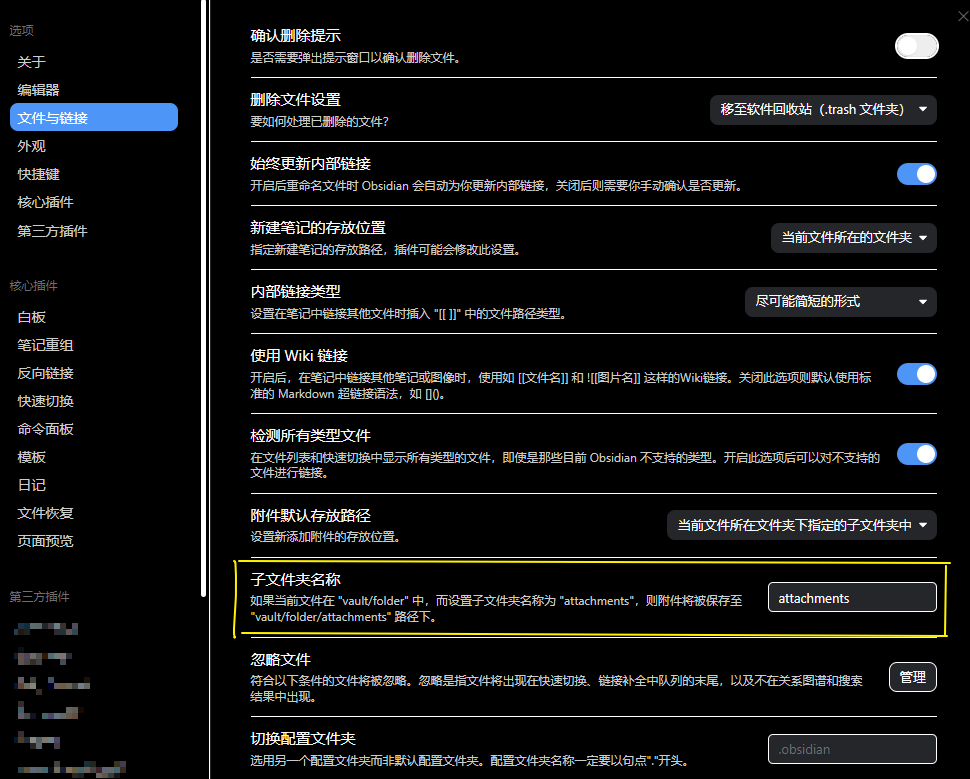 选项
关于
编辑器
文件与链接
外观
快捷键
核心插件
第三方插件
核心插件
白板
笔记重组
反向链接
快速切换
命令面板
模板
日记
文件恢复
页面预览
第三方插件
确认删除提示
是否需要弹出提示窗口以确认删除文件。
删除文件设置
要如何处理已删除的文件?
移至软件回收站（.trash 文件夹）
始终更新内部链接
开启后重命名文件时 Obsidian 会自动为你更新内部链接，关闭后则需要你手动确认是否更新。
新建笔记的存放位置
指定新建笔记的存放路径，插件可能会修改此设置。
当前文件所在的文件夹
内部链接类型
设置在笔记中链接其他文件时插入 "[[ ]]" 中的文件路径类型。
尽可能简短的形式
使用 Wiki 链接
开启后，在笔记中链接其他笔记或图像时，使用如 [[文件名]] 和 ![[图片名]] 这样的Wiki链接。关闭此选项则默认使用标
准的 Markdown 超链接语法，如 []()。
检测所有类型文件
在文件列表和快速切换中显示所有类型的文件，即使是那些目前 Obsidian 不支持的类型。开启此选项后可以对不支持的
文件进行链接。
附件默认存放路径
设置新添加附件的存放位置。
当前文件所在文件夹下指定的子文件夹中
子文件夹名称
如果当前文件在 "vault/folder" 中，而设置子文件夹名称为 "attachments"，则附件将被保存至
"vault/folder/attachments" 路径下。
attachments
忽略文件
符合以下条件的文件将被忽略。忽略是指文件将出现在快速切换、链接补全中队列的末尾，以及不在关系图谱和搜索
结果中出现。
管理
切换配置文件夹
选用另一个配置文件夹而非默认配置文件夹。配置文件夹名称一定要以句点"."开头。
.obsidian